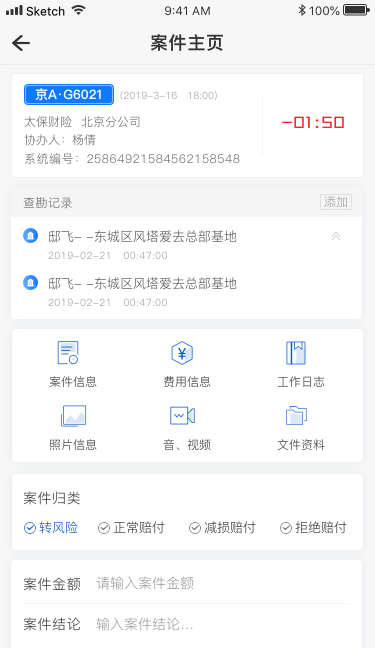 Sketch 9:41 AM 100%
案件主页
京A·G6021 (2019-3-16 18:00)
太保财险 北京分公司
-01:50
协办人：杨倩
系统编号：25864921584562158548
查勘记录 添加
邸飞- -东城区风塔爱去总部基地
2019-02-21 00:47:00
邸飞- -东城区风塔爱去总部基地
2019-02-21 00:47:00
案件信息 费用信息 工作日志
照片信息 音、视频 文件资料
案件归类
转风险 正常赔付 减损赔付 拒绝赔付
案件金额 请输入案件金额
案件结论 输入案件结论...